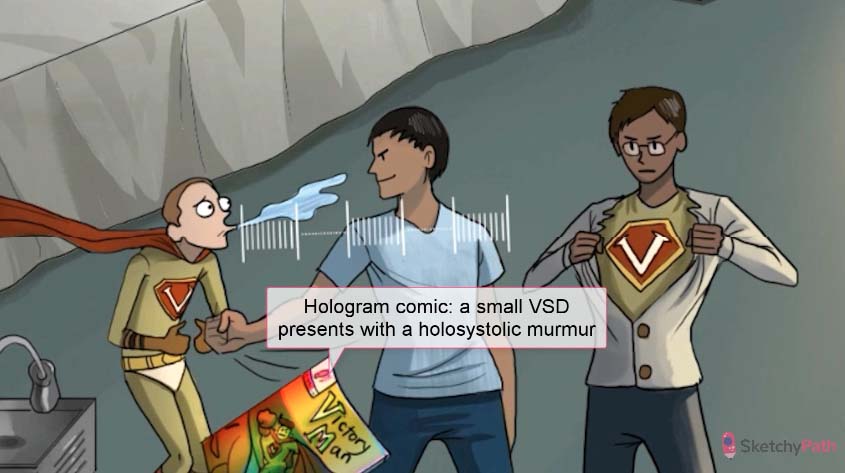 V
V
Hologram comic: a small VSD
presents with a holosystolic murmur
Victory
Man
SketchyPath